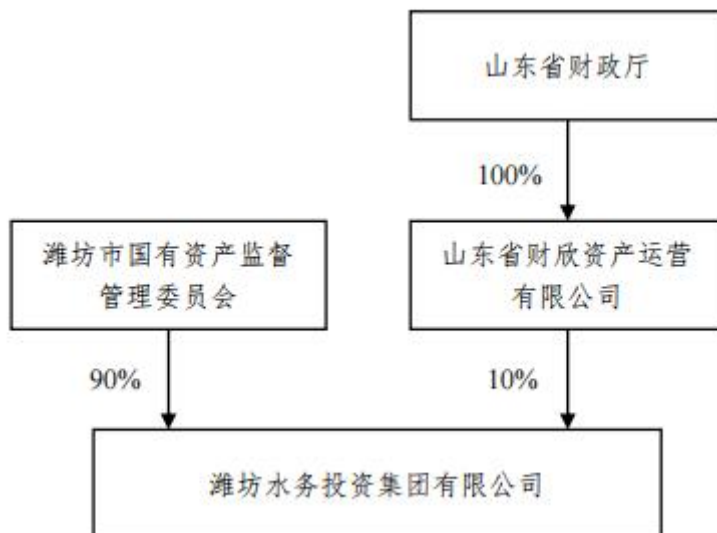 山东省财政厅
100%
潍坊市国有资产监督
管理委员会
山东省财欣资产运营
有限公司
90%
10%
潍坊水务投资集团有限公司